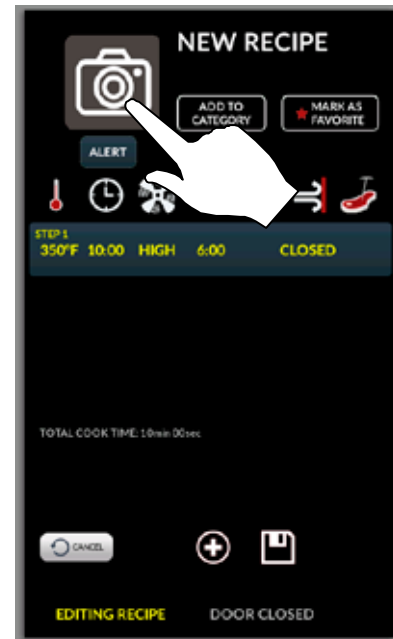 NEW RECIPE
ADD TO
CATEGORY
MARK AS
FAVORITE
ALERT
STEP 1
350°F 10:00 HIGH 6:00 CLOSED
TOTAL COOK TIME: 10min 00sec
CANCEL
EDITING RECIPE DOOR CLOSED